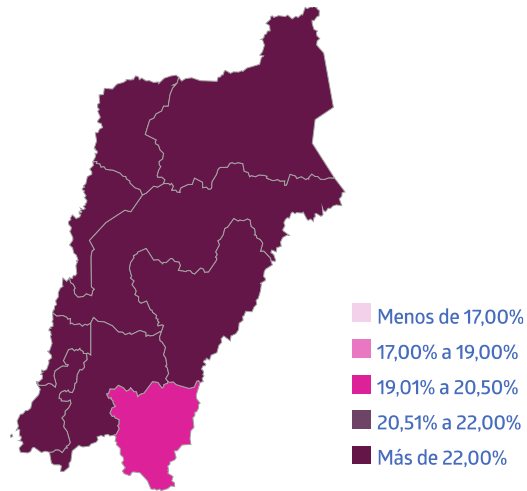 Menos de 17,00%
17,00% a 19,00%
19,01% a 20,50%
20,51% a 22,00%
Más de 22,00%